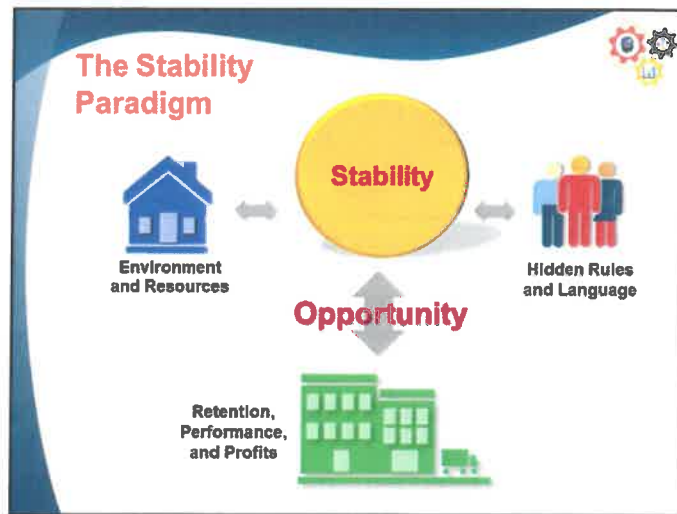 The Stability
Paradigm
Stability
Environment
and Resources
Hidden Rules
and Language
Opportunity
Retention,
Performance,
and Profits